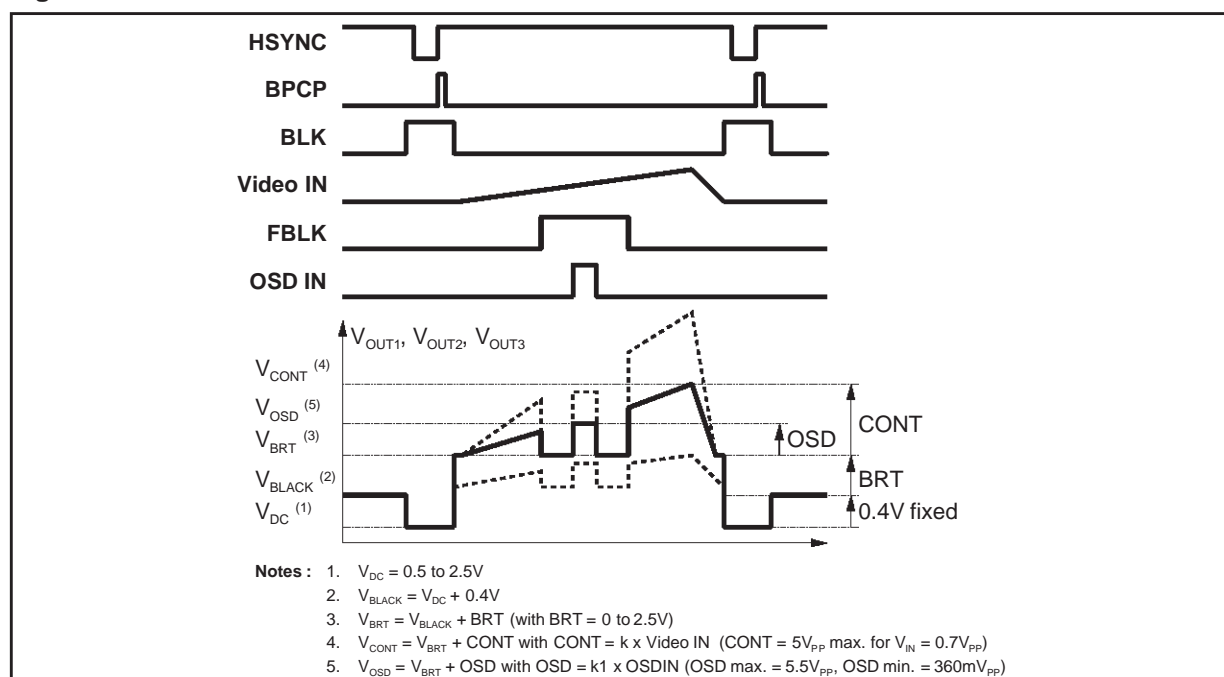 HSYNC
BPCP
BLK
Video IN
FBLK
OSD IN
VOUT1, VOUT2, VOUT3
VCONT (4)
VOSD (5)
VBRT (3)
VBLACK (2)
VDC (1)
CONT
OSD
BRT
0.4V fixed
Notes : 1. VDC = 0.5 to 2.5V
2. VBLACK = VDC + 0.4V
3. VBRT = VBLACK + BRT (with BRT = 0 to 2.5V)
4. VCONT = VBRT + CONT with CONT = k x Video IN (CONT = 5VPP max. for VIN = 0.7VPP)
5. VOSD = VBRT + OSD with OSD = k1 x OSDIN (OSD max. = 5.5VPP, OSD min. = 360mVPP)